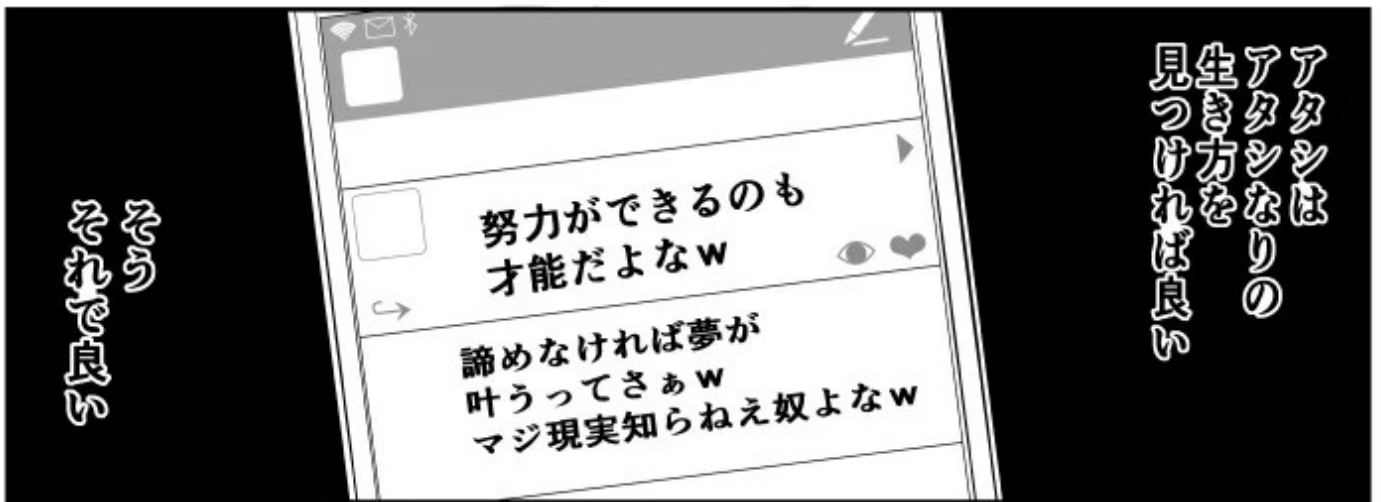 アタシは
アタシなりの
生き方を
見つければ良い
努力ができるのも
才能だよなw
諦めなければ夢が
叶うってさぁw
マジ現実知らねえ奴よなw
そう
それで良い